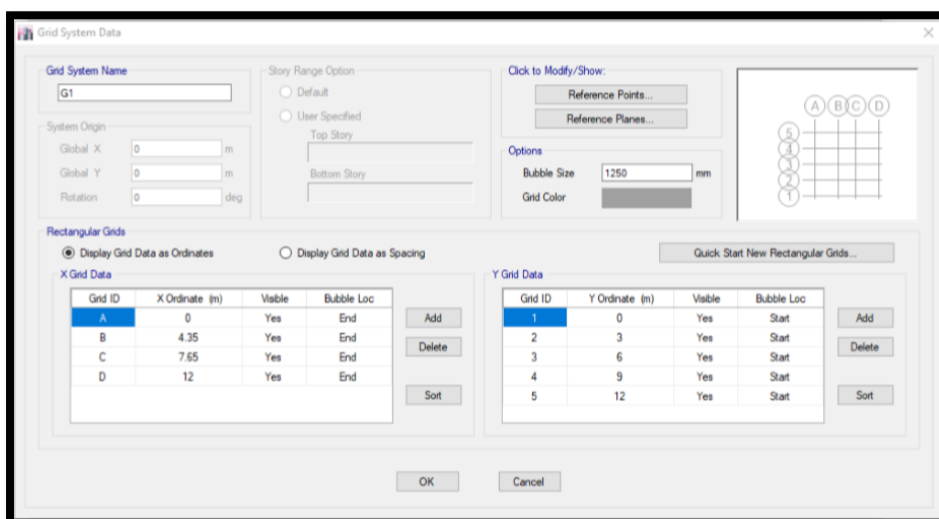 Grid System Data
Grid System Name
G1
System Origin
Global X 0 m
Global Y 0 m
Rotation 0 deg
Story Range Option
Default
User Specified
Top Story
Bottom Story
Click to Modify/Show:
Reference Points...
Reference Planes...
Options
Bubble Size 1250 mm
Grid Color
A B C D
5
4
3
2
1
Rectangular Grids
Display Grid Data as Ordinates Display Grid Data as Spacing Quick Start New Rectangular Grids...
X Grid Data
Grid ID X Ordinate (m) Visible Bubble Loc
A 0 Yes End
B 4.35 Yes End
C 7.65 Yes End
D 12 Yes End
Add
Delete
Sort
Y Grid Data
Grid ID Y Ordinate (m) Visible Bubble Loc
1 0 Yes Start
2 3 Yes Start
3 6 Yes Start
4 9 Yes Start
5 12 Yes Start
Add
Delete
Sort
OK Cancel